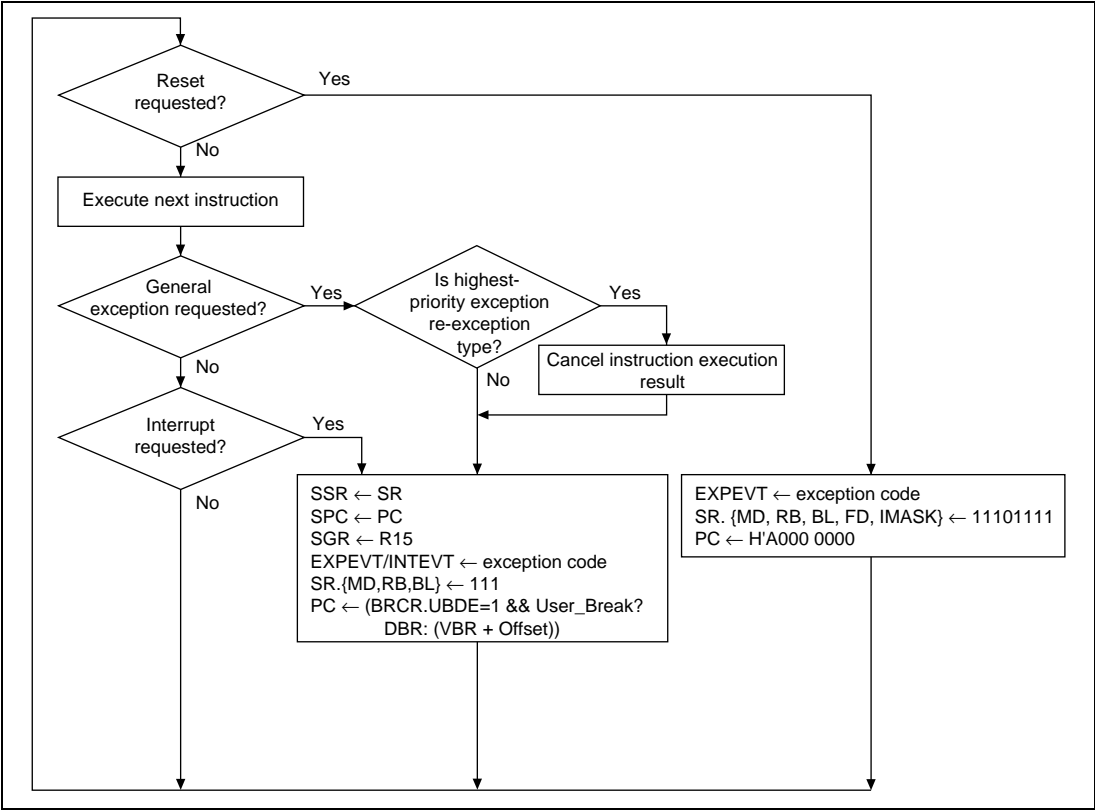 Reset
requested?
Yes
No
Execute next instruction
General
exception requested?
Yes
Is highest-
priority exception
re-exception
type?
Yes
No
Cancel instruction execution
result
No
Interrupt
requested?
Yes
No
SSR ← SR
SPC ← PC
SGR ← R15
EXPEVT/INTEVT ← exception code
SR.{MD,RB,BL} ← 111
PC ← (BRCR.UBDE=1 && User_Break?
DBR: (VBR + Offset))
EXPEVT ← exception code
SR. {MD, RB, BL, FD, IMASK} ← 11101111
PC ← H'A000 0000